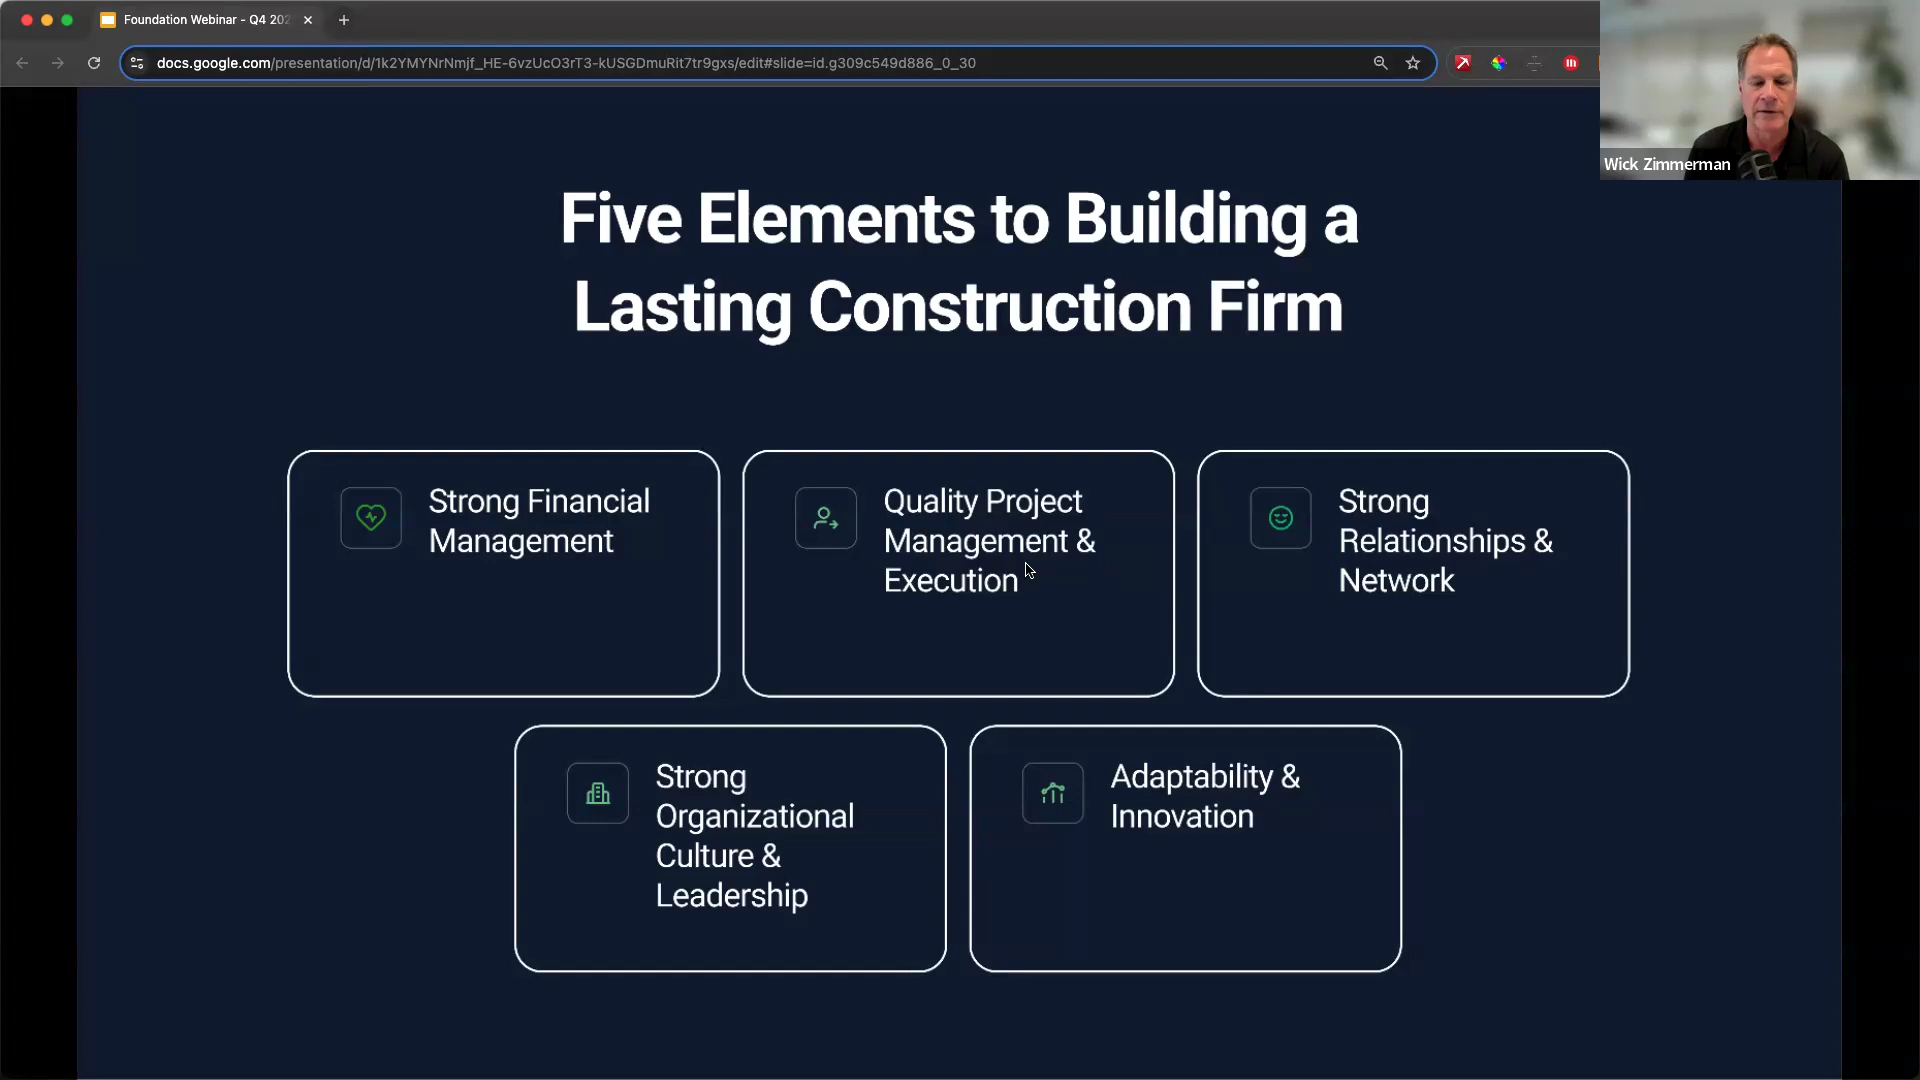 Foundation Webinar - Q4 202
docs.google.com/presentation/d/1k2YMYNrNmjf_HE-6vzUcO3rT3-kUSGDmuRit7tr9gxs/edit#slide=id.g309c549d886_0_30
Wick Zimmerman
Five Elements to Building a
Lasting Construction Firm
Strong Financial
Management
Quality Project
Management &
Execution
Strong
Relationships &
Network
Strong
Organizational
Culture &
Leadership
Adaptability &
Innovation